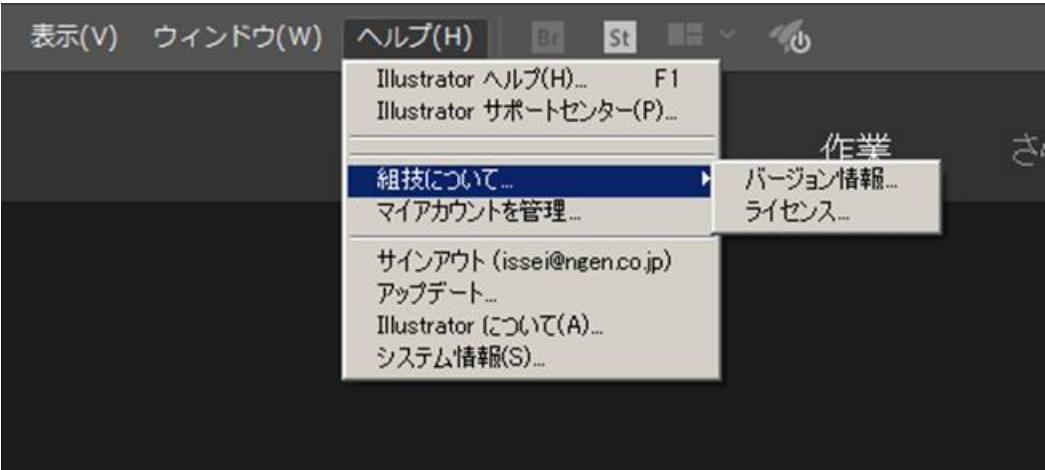 表示(V) ウィンドウ(W) ヘルプ(H) Br St
Illustrator ヘルプ(H)... F1
Illustrator サポートセンター(P)...
作業
組技について...
バージョン情報...
マイアカウントを管理...
ライセンス...
サインアウト (issei@ngen.co.jp)
アップデート...
Illustrator について(A)...
システム情報(S)...